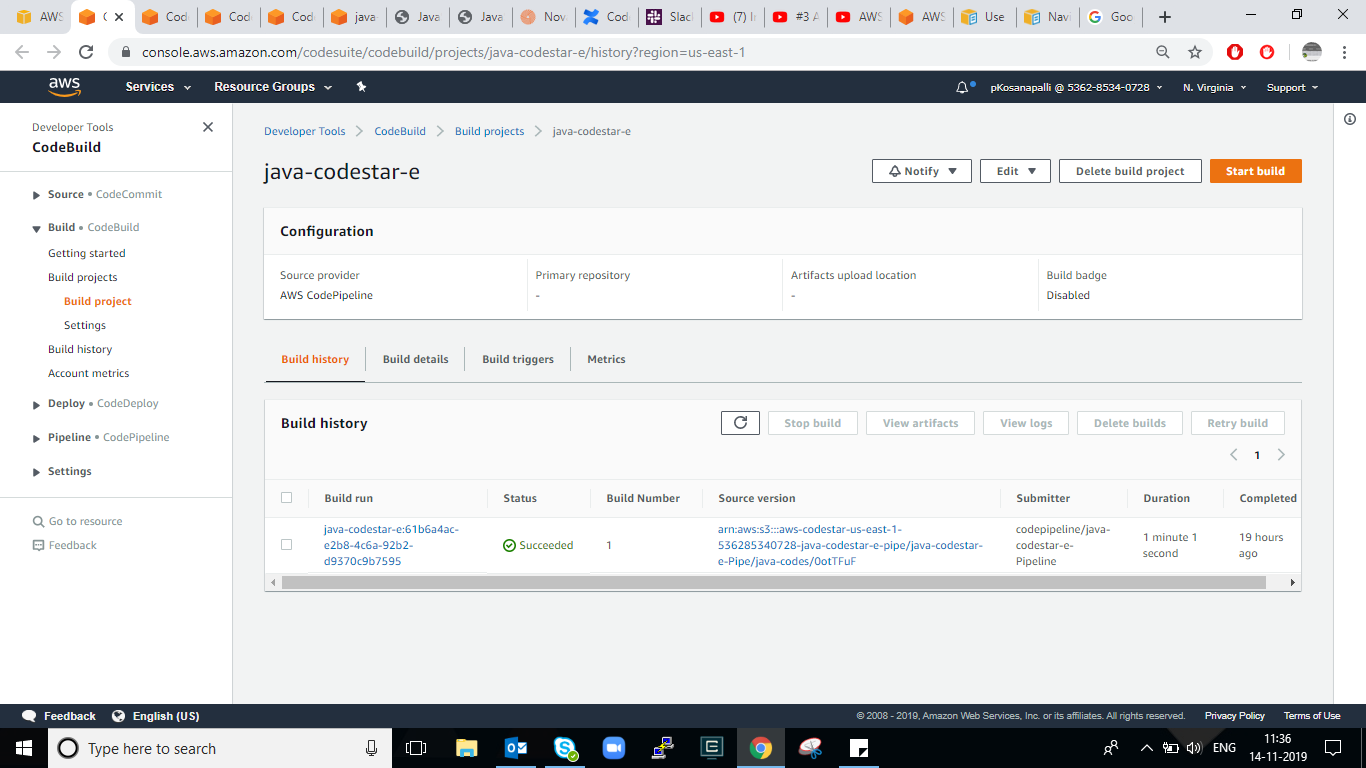 AWS
C
Cod
Cod
Cod
java-
Java
Java
Nov
Cod
Slac
(7) I
#3 A
AWS
AWS
Use
Navi
Goo
console.aws.amazon.com/codesuite/codebuild/projects/java-codestar-e/history?region=us-east-1
aws
Services
Resource Groups
pKosanapalli @ 5362-8534-0728
N. Virginia
Support
Developer Tools
CodeBuild
Source • CodeCommit
Build • CodeBuild
Getting started
Build projects
Build project
Settings
Build history
Account metrics
Deploy • CodeDeploy
Pipeline • CodePipeline
Settings
Go to resource
Feedback
Developer Tools > CodeBuild > Build projects > java-codestar-e
java-codestar-e
Notify
Edit
Delete build project
Start build
Configuration
Source provider
AWS CodePipeline
Primary repository
-
Artifacts upload location
-
Build badge
Disabled
Build history
Build details
Build triggers
Metrics
Build history
Stop build
View artifacts
View logs
Delete builds
Retry build
1
Build run
Status
Build Number
Source version
Submitter
Duration
Completed
java-codestar-e:61b6a4ac-
e2b8-4c6a-92b2-
d9370c9b7595
Succeeded
1
arn:aws:s3:::aws-codestar-us-east-1-
536285340728-java-codestar-e-pipe/java-codestar-
e-Pipe/java-codes/0otTFuF
codepipeline/java-
codestar-e-
Pipeline
1 minute 1
second
19 hours
ago
Feedback
English (US)
© 2008 - 2019, Amazon Web Services, Inc. or its affiliates. All rights reserved.
Privacy Policy
Terms of Use
Type here to search
ENG
11:36
14-11-2019